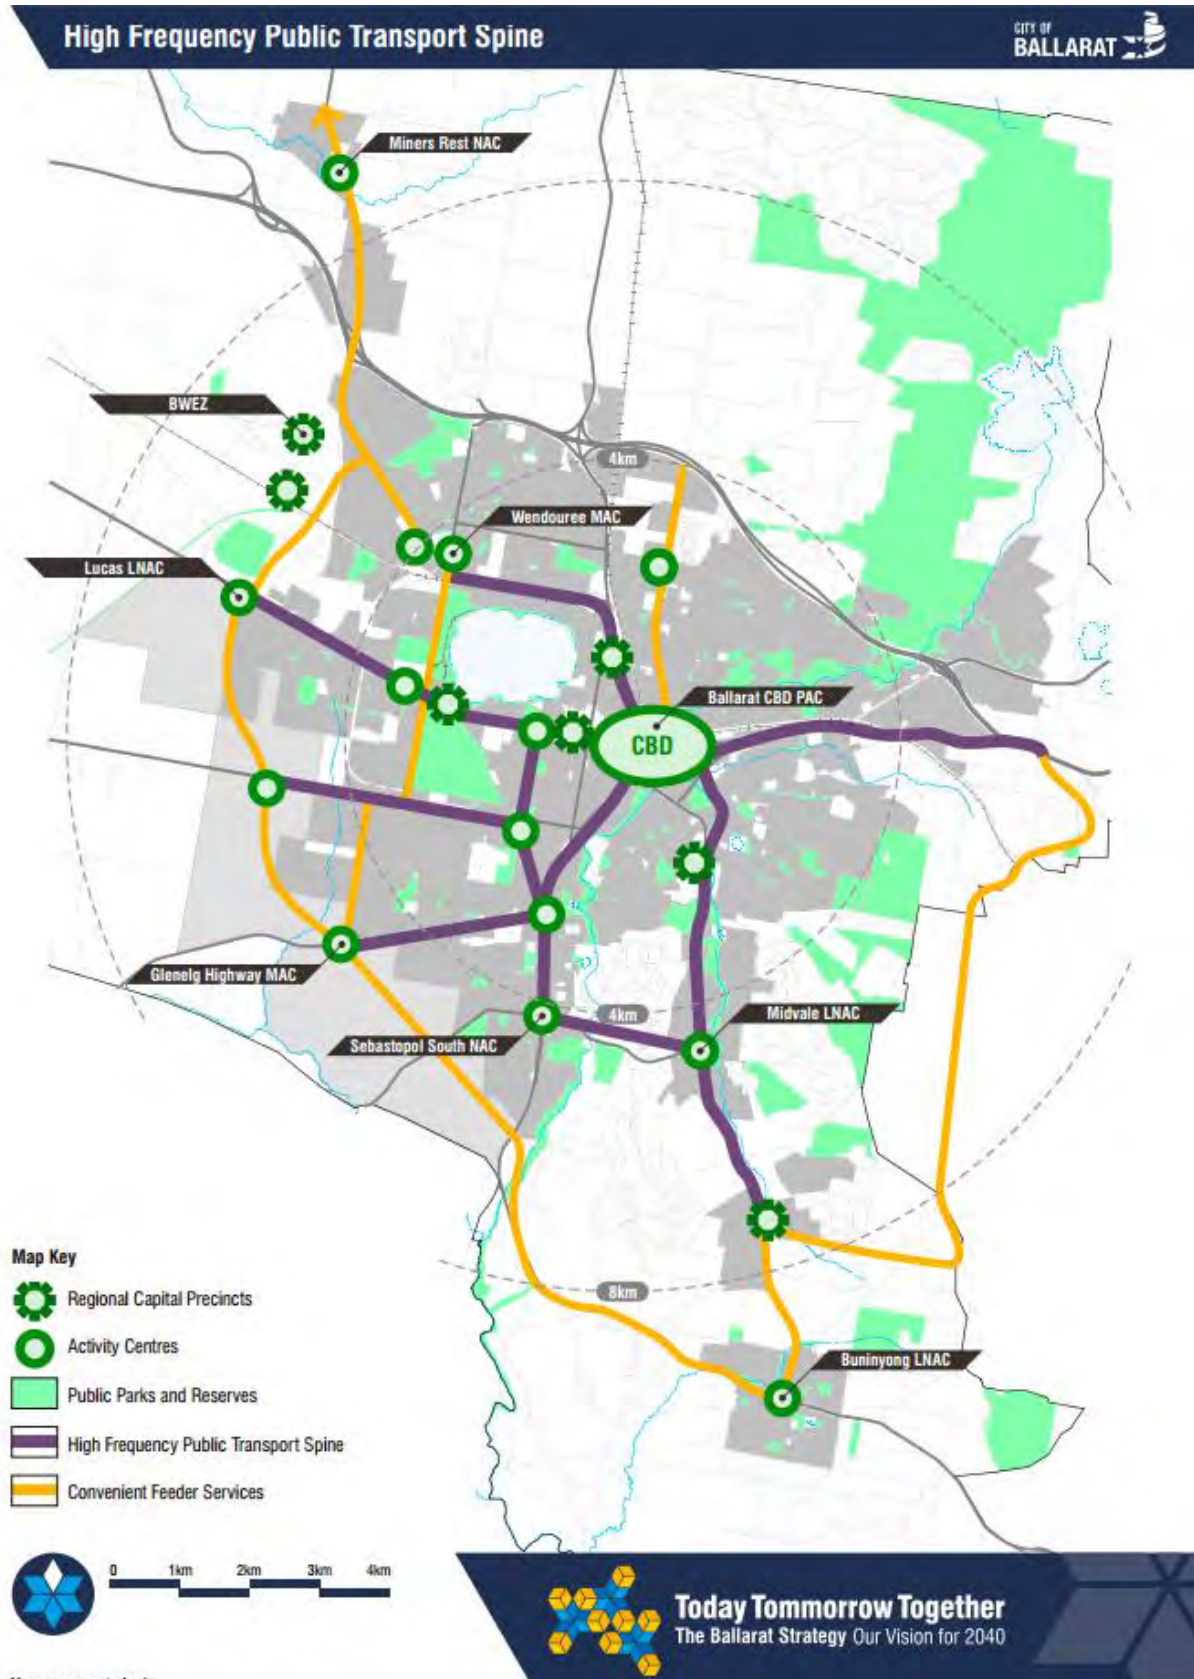 High Frequency Public Transport Spine
CITY OF
BALLARAT
Miners Rest NAC
BWEZ
4km
Wendouree MAC
Lucas LNAC
Ballarat CBD PAC
CBD
Glenelg Highway MAC
4km
Midvale LNAC
Sebastopol South NAC
Map Key
Regional Capital Precincts
8km
Activity Centres
Buninyong LNAC
Public Parks and Reserves
High Frequency Public Transport Spine
Convenient Feeder Services
0 1km 2km 3km 4km
Today Tommorrow Together
The Ballarat Strategy Our Vision for 2040